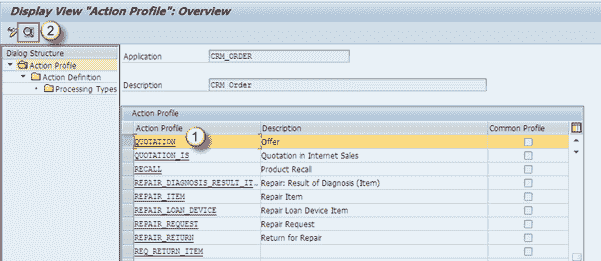 Display View "Action Profile": Overview
2
Dialog Structure
Action Profile
Action Definition
Processing Types
Application CRM_ORDER
Description CRM Order
Action Profile
Action Profile Description Common Profile
1
QUOTATION Offer
QUOTATION_IS Quotation in Internet Sales
RECALL Product Recall
REPAIR_DIAGNOSIS_RESULT_IT… Repair: Result of Diagnosis (Item)
REPAIR_ITEM Repair Item
REPAIR_LOAN_DEVICE Repair Loan Device Item
REPAIR_REQUEST Repair Request
REPAIR_RETURN Return for Repair
REQ_RETURN_ITEM